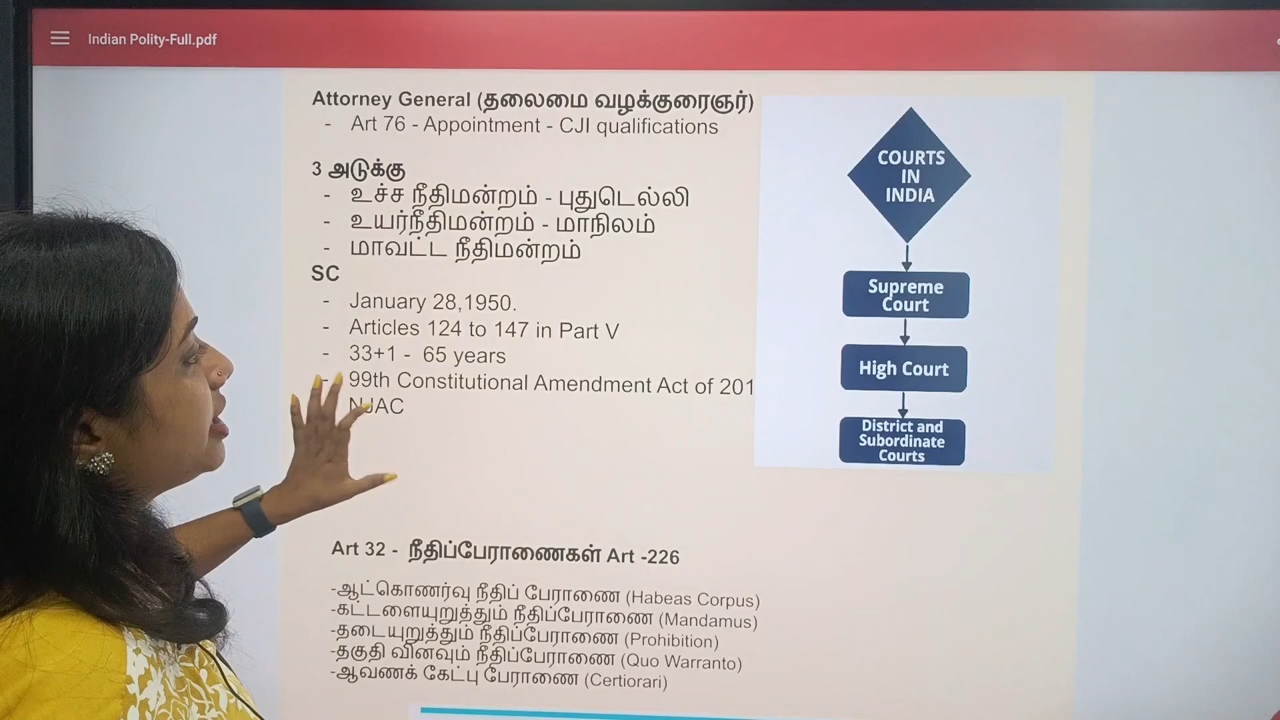 Indian Polity-Full.pdf
Attorney General (தலைமை வழக்குரைஞர்)
- Art 76 - Appointment - CJI qualifications
3 அடுக்கு
- உச்ச நீதிமன்றம் - புதுடெல்லி
- உயர்நீதிமன்றம் - மாநிலம்
- மாவட்ட நீதிமன்றம்
SC
- January 28,1950.
- Articles 124 to 147 in Part V
- 33+1 - 65 years
- 99th Constitutional Amendment Act of 201
NJAC
COURTS
IN
INDIA
Supreme
Court
High Court
District and
Subordinate
Courts
Art 32 - நீதிப்பேராணைகள் Art -226
-ஆட்கொணர்வு நீதிப் பேராணை (Habeas Corpus)
-கட்டளையுறுத்தும் நீதிப்பேராணை (Mandamus)
-தடையுறுத்தும் நீதிப்பேராணை (Prohibition)
-தகுதி வினவும் நீதிப்பேராணை (Quo Warranto)
-ஆவணக் கேட்பு பேராணை (Certiorari)